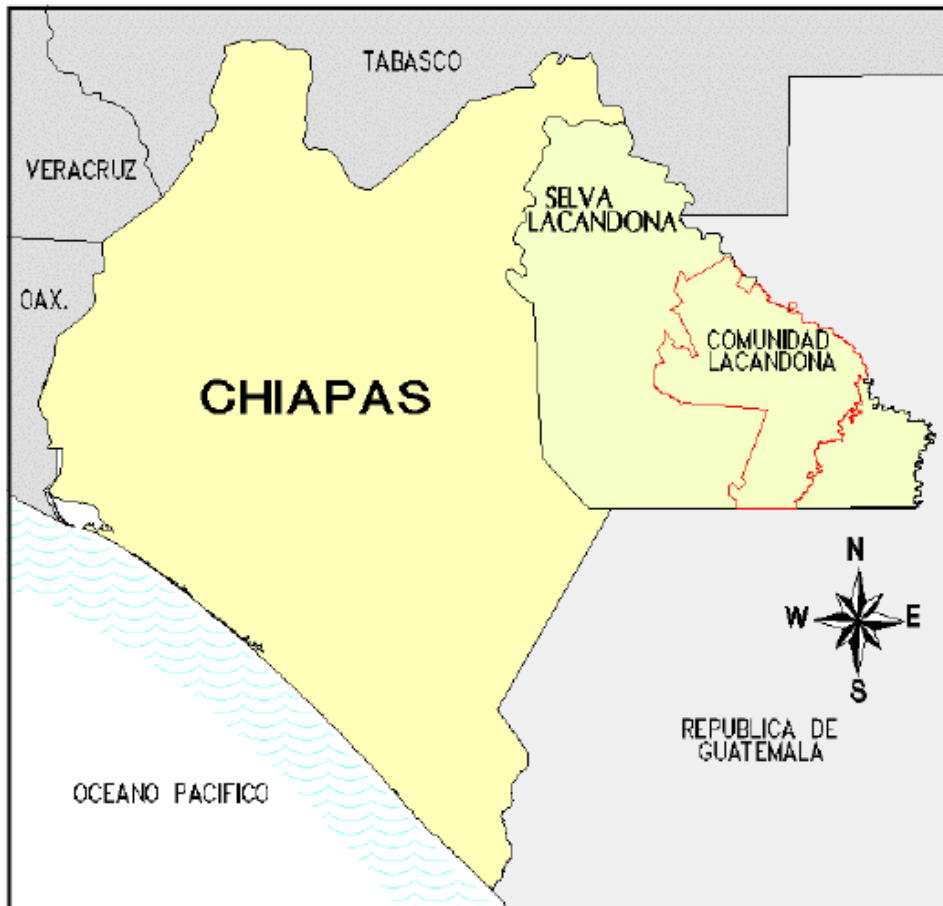 TABASCO
VERACRUZ
SELVA
LACANDONA
OAX.
COMUNIDAD
LACANDONA
CHIAPAS
N
W
E
S
REPUBLICA DE
GUATEMALA
OCEANO PACIFICO